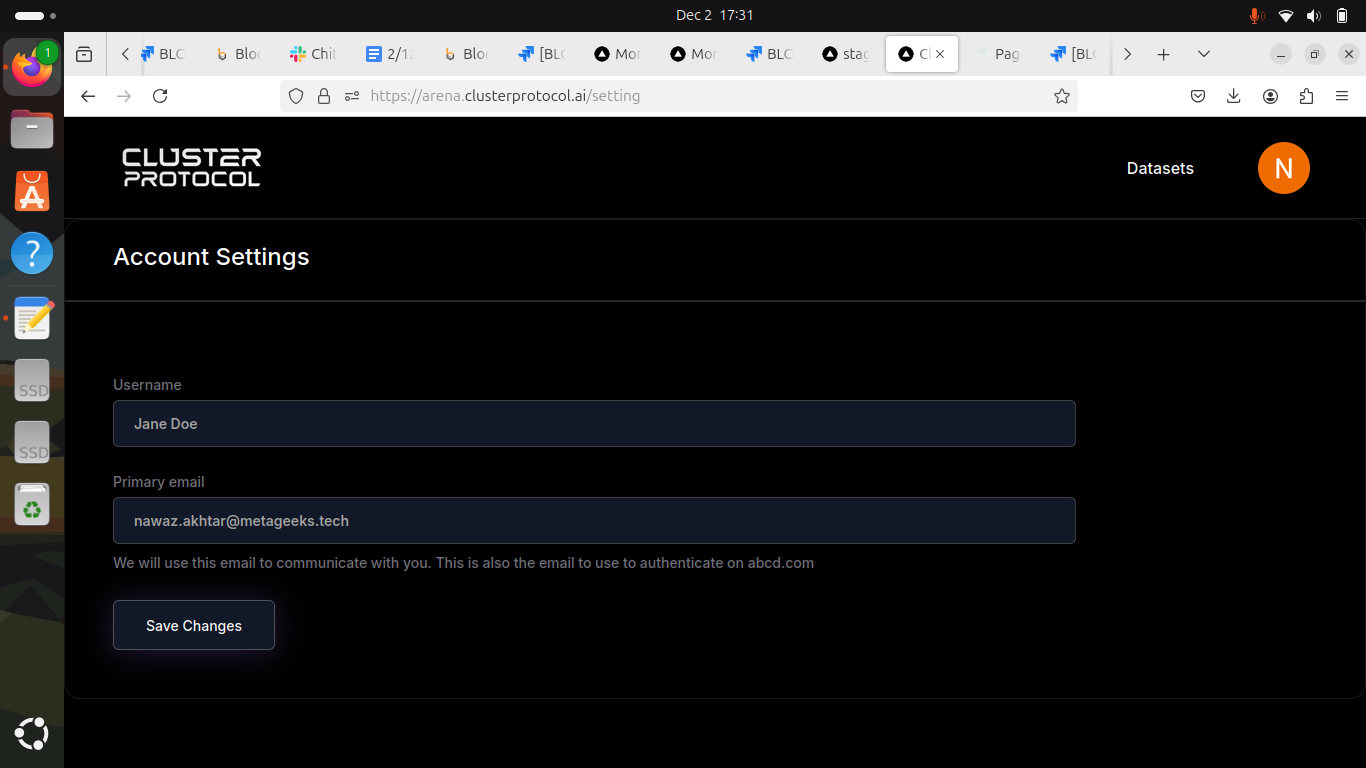 Dec 2 17:31
1
BLO
Bloc
Chit
2/12
Bloc
[BLO
Mor
Mor
BLO
stag
Cl
Pag
[BLO
https://arena.clusterprotocol.ai/setting
CLUSTER
PROTOCOL
Datasets
N
Account Settings
Username
Jane Doe
Primary email
nawaz.akhtar@metageeks.tech
We will use this email to communicate with you. This is also the email to use to authenticate on abcd.com
Save Changes
A
?
SSD
SSD